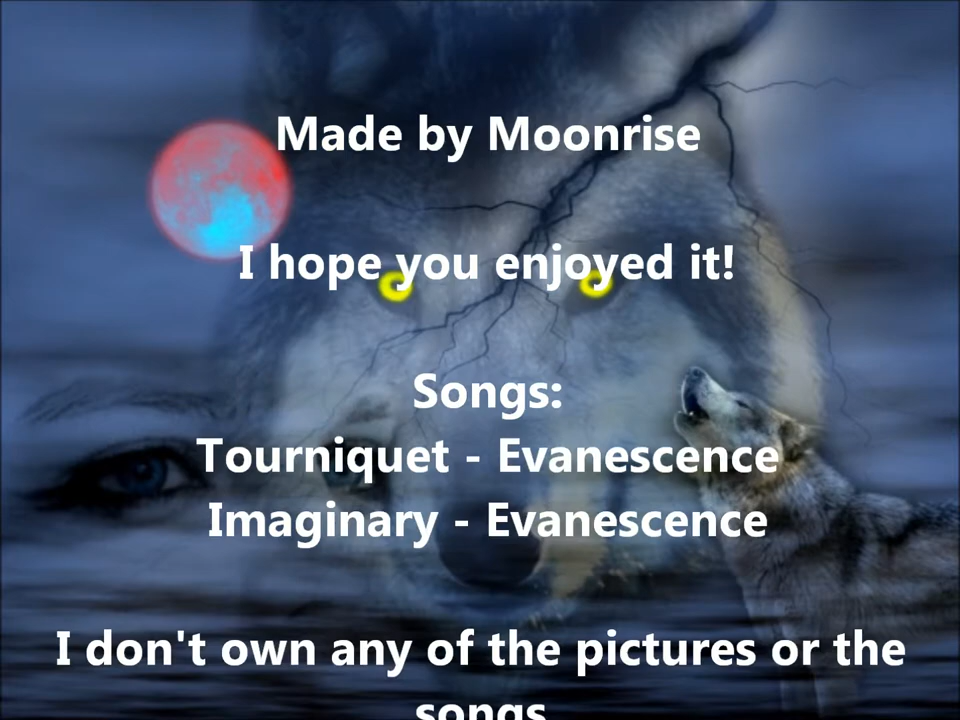 Made by Moonrise
I hope you enjoyed it!
Songs:
Tourniquet - Evanescence
Imaginary - Evanescence
I don't own any of the pictures or the
songs